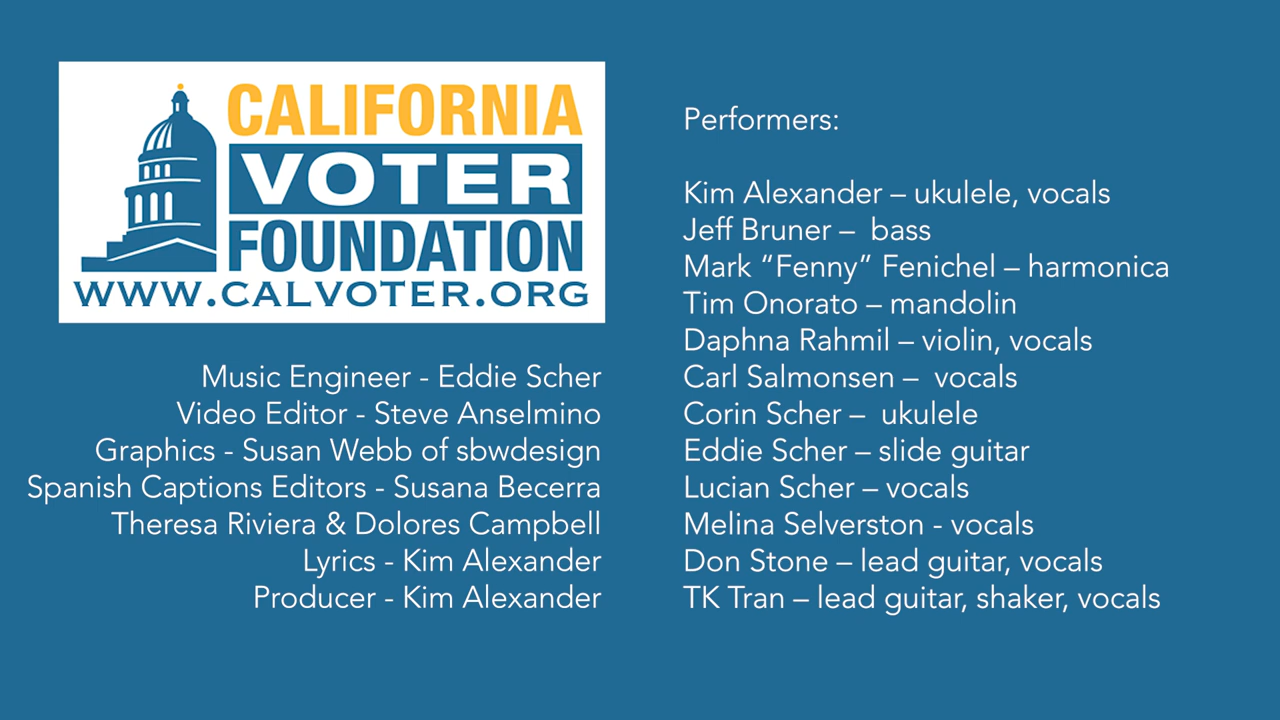 CALIFORNIA
VOTER
FOUNDATION
WWW.CALVOTER.ORG
Music Engineer - Eddie Scher
Video Editor - Steve Anselmino
Graphics - Susan Webb of sbwdesign
Spanish Captions Editors - Susana Becerra
Theresa Riviera & Dolores Campbell
Lyrics - Kim Alexander
Producer - Kim Alexander
Performers:
Kim Alexander – ukulele, vocals
Jeff Bruner –  bass
Mark “Fenny” Fenichel – harmonica
Tim Onorato – mandolin
Daphna Rahmil – violin, vocals
Carl Salmonsen –  vocals
Corin Scher –  ukulele
Eddie Scher – slide guitar
Lucian Scher – vocals
Melina Selverston - vocals
Don Stone – lead guitar, vocals
TK Tran – lead guitar, shaker, vocals